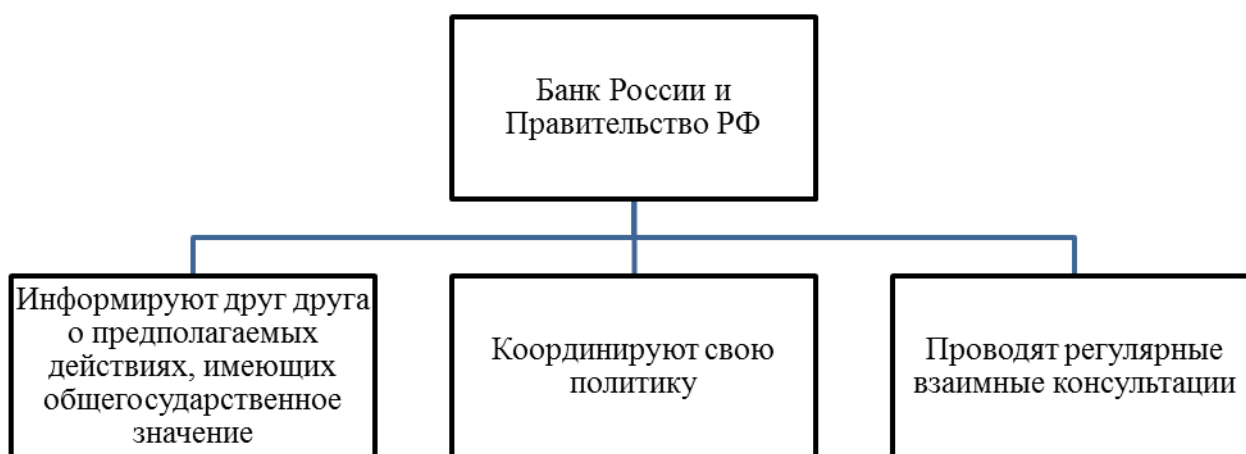 Банк России и
Правительство РФ
Информируют друг друга
о предполагаемых
действиях, имеющих
общегосударственное
значение
Координируют свою
политику
Проводят регулярные
взаимные консультации